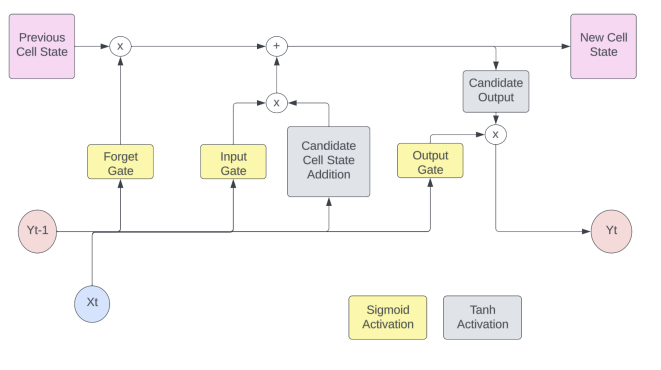 Previous
Cell State
x
+
New Cell
State
Candidate
Output
x
x
Forget
Gate
Input
Gate
Candidate
Cell State
Addition
Output
Gate
Yt-1
Yt
Xt
Sigmoid
Activation
Tanh
Activation